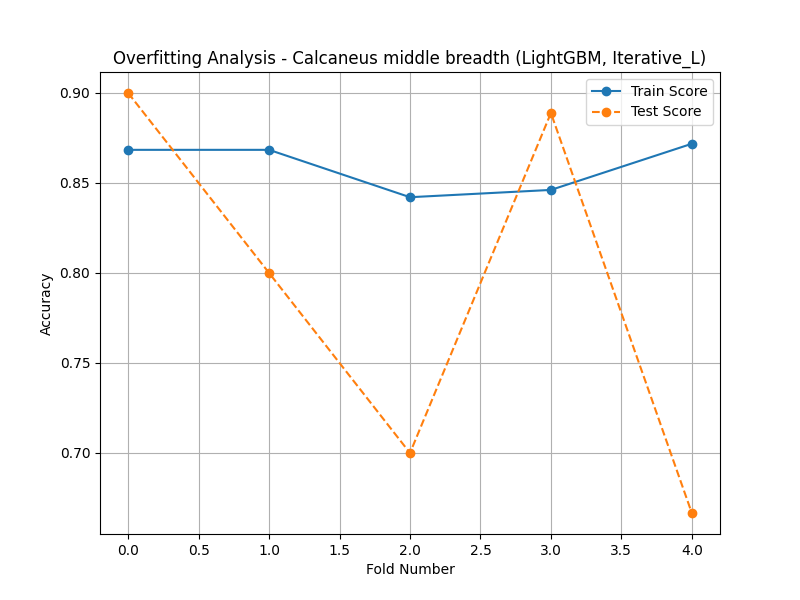 Overfitting Analysis - Calcaneus middle breadth (LightGBM, Iterative_L)
Train Score
Test Score
0.90
0.85
0.80
0.75
0.70
Accuracy
0.0 0.5 1.0 1.5 2.0 2.5 3.0 3.5 4.0
Fold Number